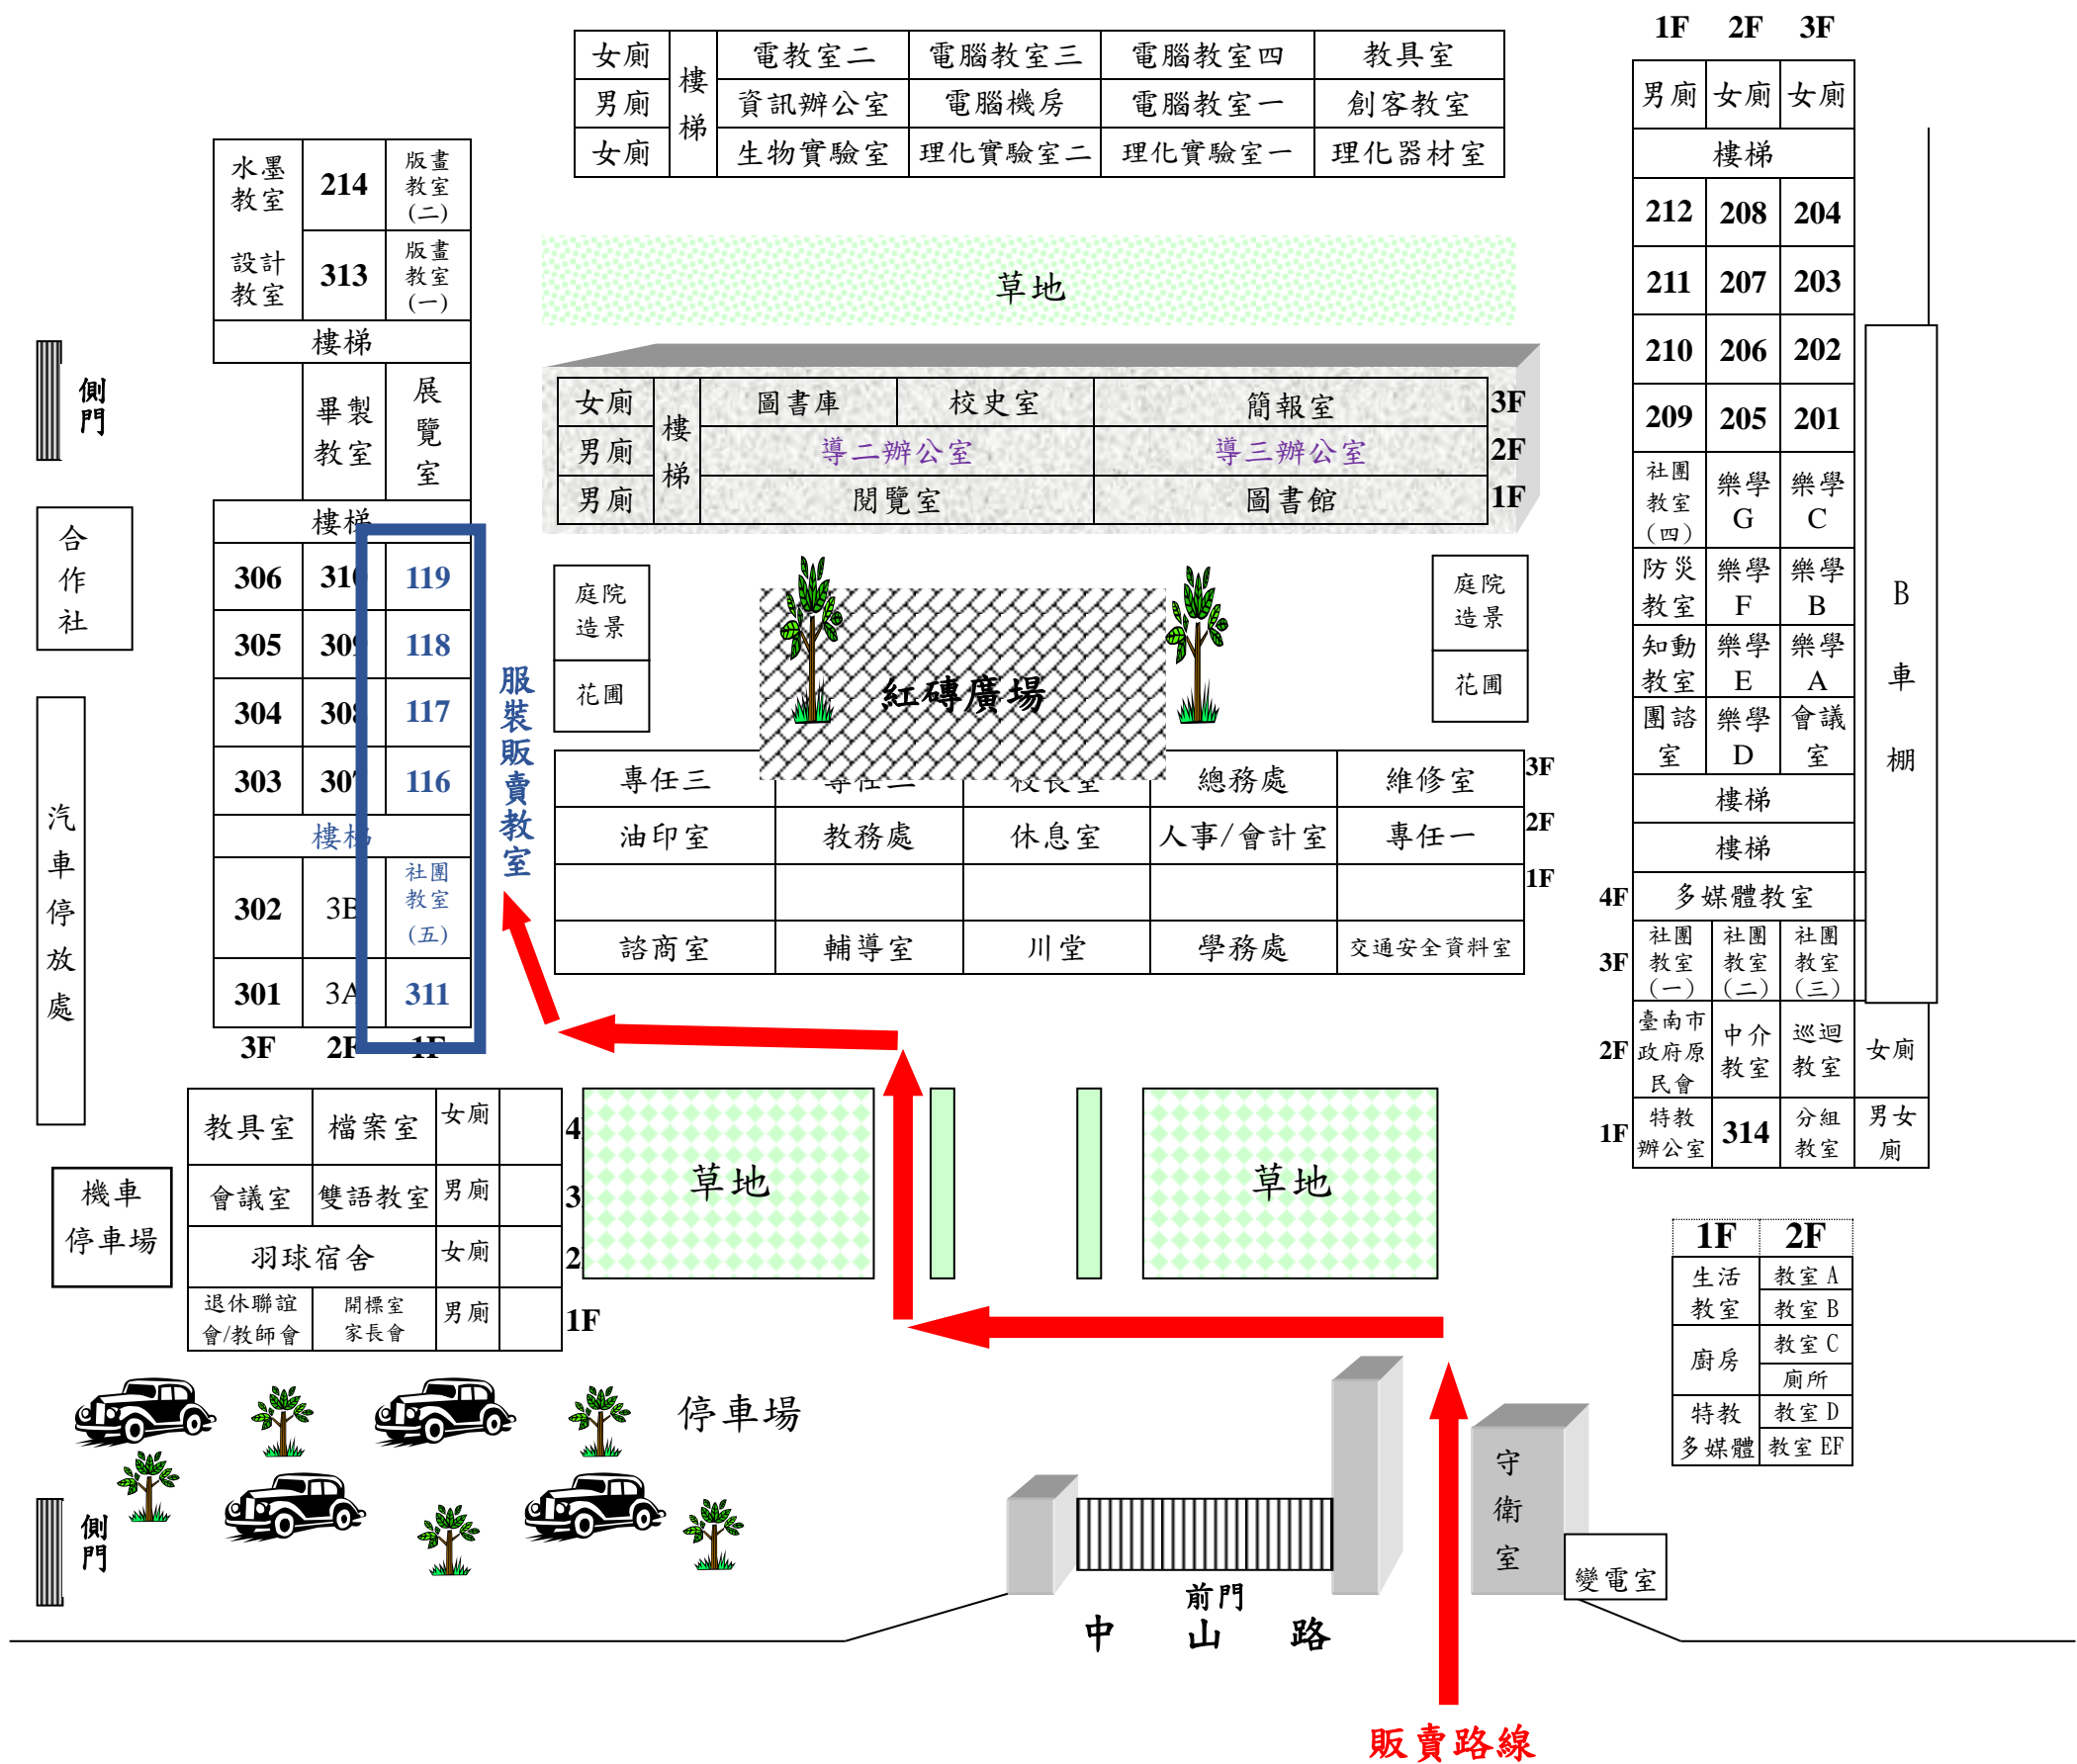 女廁 樓梯 電教室二 電腦教室三 電腦教室四 教具室
男廁 資訊辦公室 電腦機房 電腦教室一 創客教室
女廁 生物實驗室 理化實驗室二 理化實驗室一 理化器材室
草地
水墨教室 214 版畫教室(二)
設計教室 313 版畫教室(一)
樓梯
畢製教室 展覽室
樓梯
306 310 119
305 309 118
304 308 117
303 307 116
樓梯
302 3B 社團教室(五)
301 3A 311
3F 2F 1F
服裝販賣教室
側門
合作社
汽車停放處
機車
停車場
女廁 樓梯 圖書庫 校史室 簡報室 3F
男廁 導二辦公室 導三辦公室 2F
男廁 閱覽室 圖書館 1F
庭院造景
花圃
紅磚廣場
庭院造景
花圃
專任三 專任二 校長室 總務處 維修室 3F
油印室 教務處 休息室 人事/會計室 專任一 2F
1F
諮商室 輔導室 川堂 學務處 交通安全資料室
1F 2F 3F
男廁 女廁 女廁
樓梯
212 208 204
211 207 203
210 206 202
209 205 201
社團教室(四) 樂學G 樂學C
防災教室 樂學F 樂學B
知動教室 樂學E 樂學A
團諮室 樂學D 會議室
樓梯
樓梯
4F 多媒體教室
3F 社團教室(一) 社團教室(二) 社團教室(三)
2F 臺南市政府原民會 中介教室 巡迴教室 女廁
1F 特教辦公室 314 分組教室 男女廁
B車棚
教具室 檔案室 女廁 4
會議室 雙語教室 男廁 3
羽球宿舍 女廁 2
退休聯誼會/教師會 開標室家長會 男廁 1F
草地
草地
1F 2F
生活教室 教室 A
教室 B
廚房 教室 C
廁所
特教多媒體 教室 D
教室 EF
停車場
側門
守衛室
變電室
前門
中山路
販賣路線